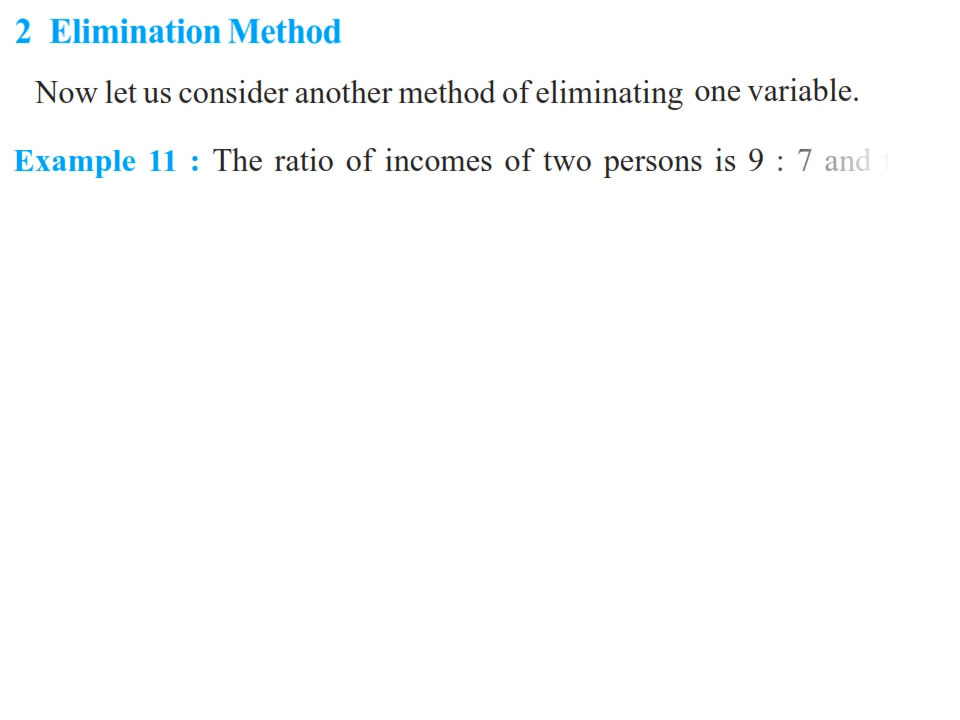 2 Elimination Method
Now let us consider another method of eliminating one variable.
Example 11 : The ratio of incomes of two persons is 9 : 7 and